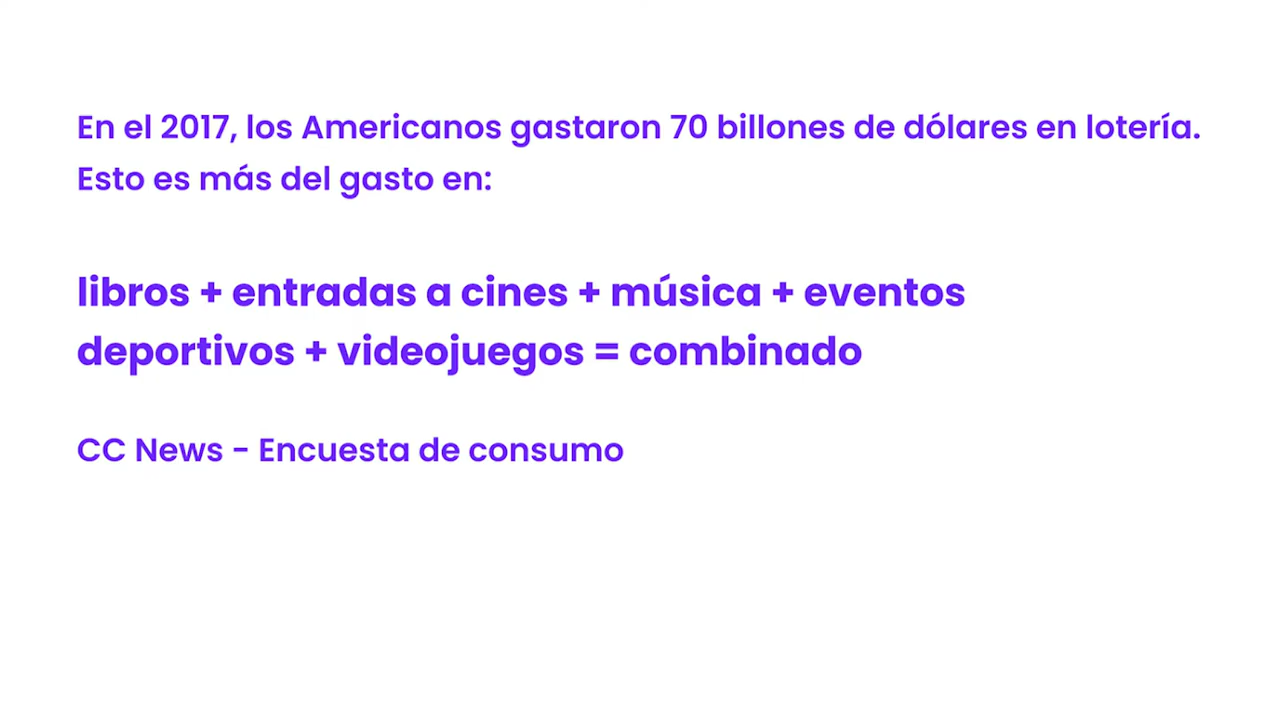 En el 2017, los Americanos gastaron 70 billones de dólares en lotería.
Esto es más del gasto en:
libros + entradas a cines + música + eventos
deportivos + videojuegos = combinado
CC News - Encuesta de consumo